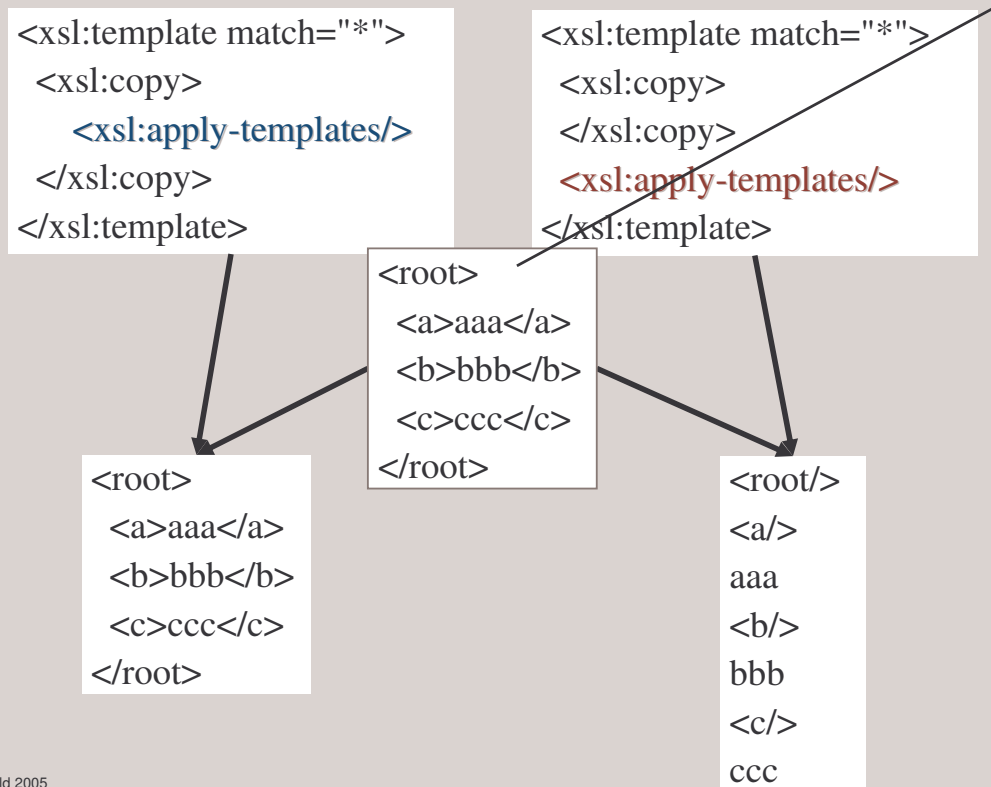 <xsl:template match="*">
<xsl:copy>
<xsl:apply-templates/>
</xsl:copy>
</xsl:template>
<xsl:template match="*">
<xsl:copy>
</xsl:copy>
<xsl:apply-templates/>
</xsl:template>
<root>
<a>aaa</a>
<b>bbb</b>
<c>ccc</c>
</root>
<root>
<a>aaa</a>
<b>bbb</b>
<c>ccc</c>
</root>
<root/>
<a/>
aaa
<b/>
bbb
<c/>
ccc
2005